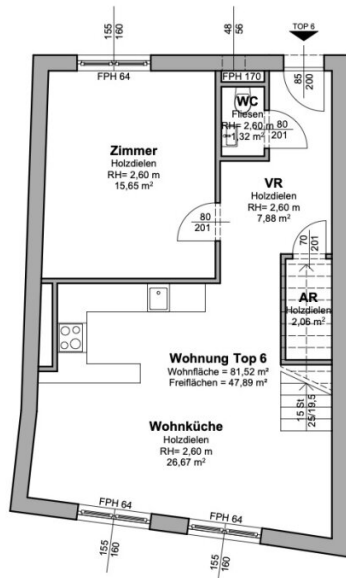 TOP 6
155
160
48
56
85
200
FPH 64
FPH 170
WC
Fliesen
RH= 2,60 m
1,32 m²
80
201
Zimmer
Holzdielen
RH= 2,60 m
15,65 m²
VR
Holzdielen
RH= 2,60 m
7,88 m²
80
201
70
201
AR
Holzdielen
2,06 m²
Wohnung Top 6
Wohnfläche = 81,52 m²
Freiflächen = 47,89 m²
15 St
25/19,5
Wohnküche
Holzdielen
RH= 2,60 m
26,67 m²
FPH 64
FPH 64
155
160
155
160